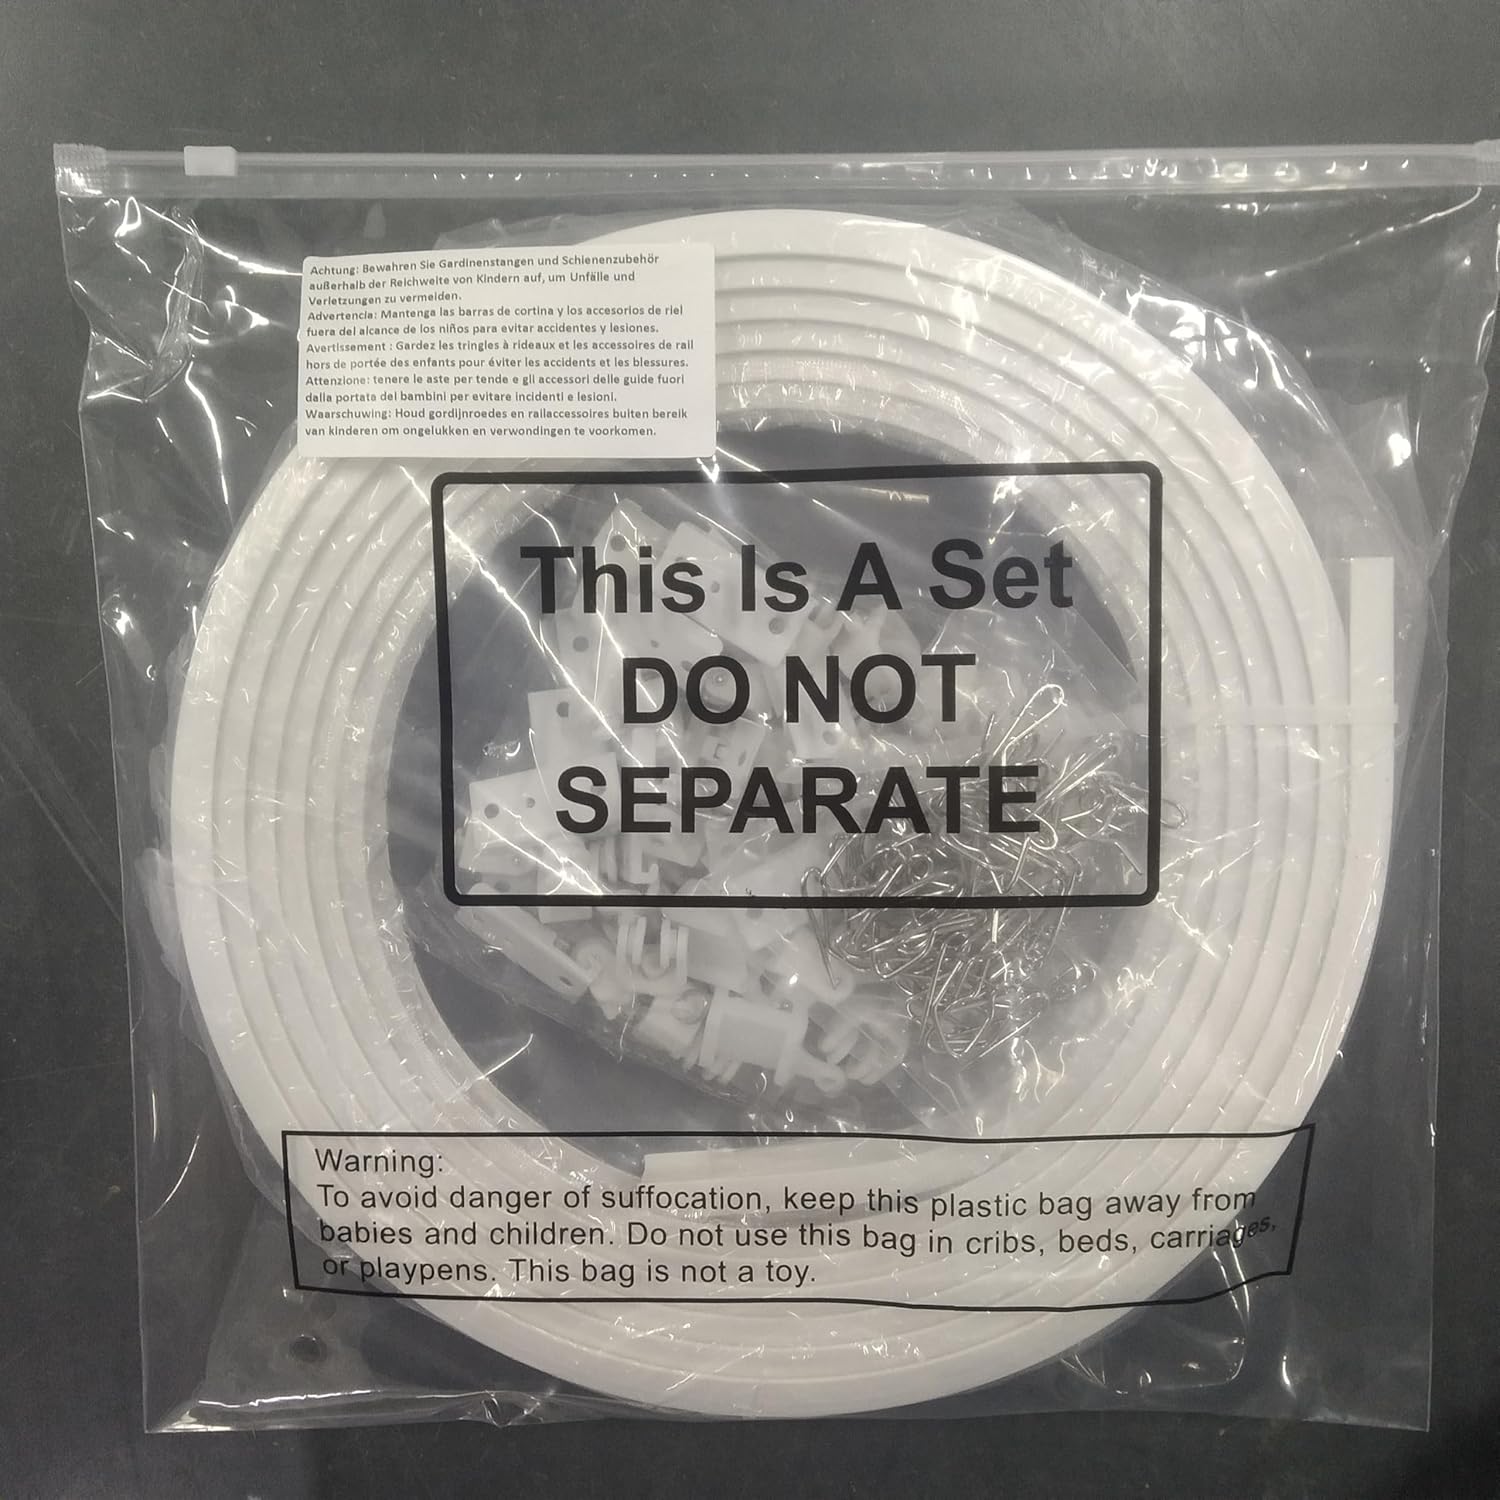 Achtung: Bewahren Sie Gardinenstangen und Schienenzubehör
außerhalb der Reichweite von Kindern auf, um Unfälle und
Verletzungen zu vermeiden.
Advertencia: Mantenga las barras de cortina y los accesorios de riel
fuera del alcance de los niños para evitar accidentes y lesiones.
Avertissement : Gardez les tringles à rideaux et les accessoires de rail
hors de portée des enfants pour éviter les accidents et les blessures.
Attenzione: tenere le aste per tende e gli accessori delle guide fuori
dalla portata dei bambini per evitare incidenti e lesioni.
Waarschuwing: Houd gordijnroedes en railaccessoires buiten bereik
van kinderen om ongelukken en verwondingen te voorkomen.
This Is A Set
DO NOT
SEPARATE
Warning:
To avoid danger of suffocation, keep this plastic bag away from
babies and children. Do not use this bag in cribs, beds, carriages,
or playpens. This bag is not a toy.